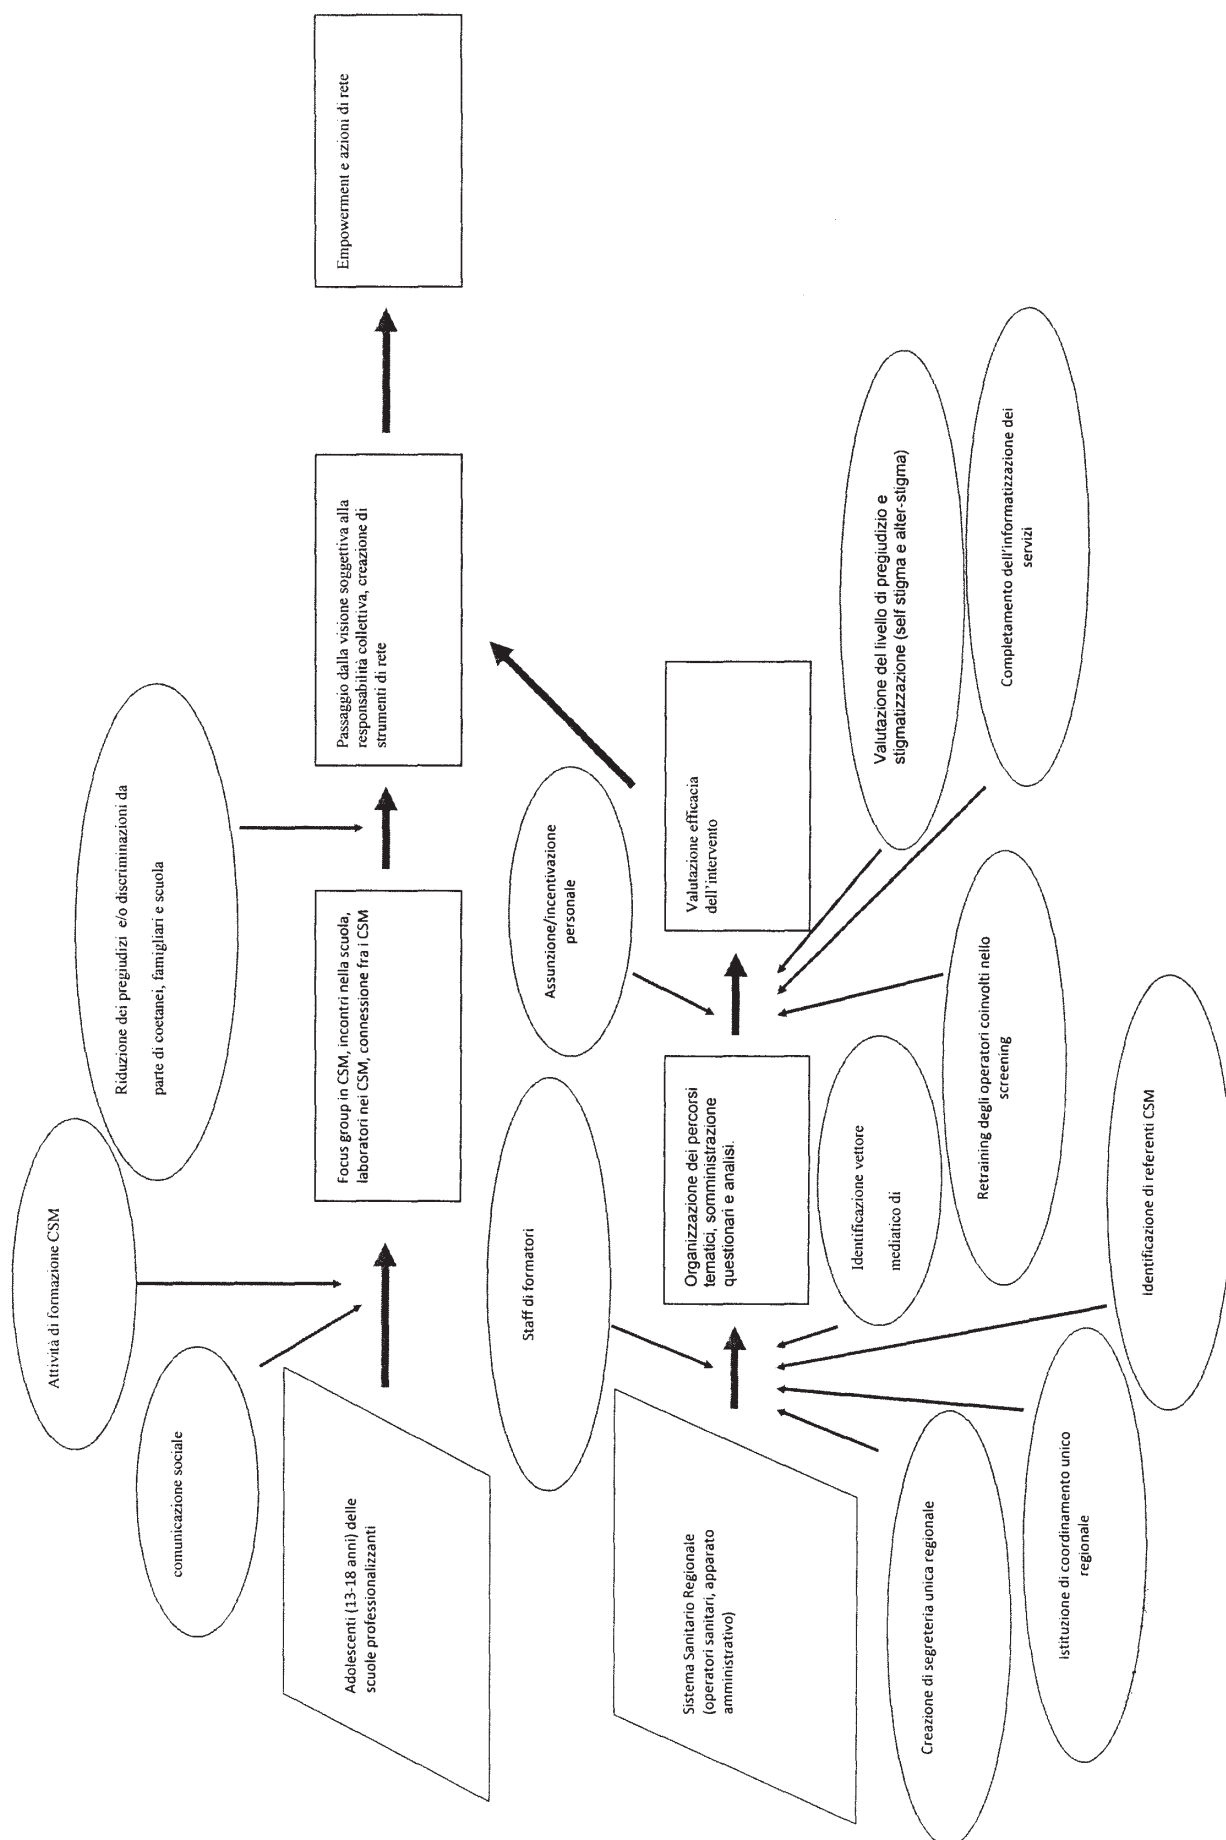 Attività di formazione CSM
comunicazione sociale
Riduzione dei pregiudizi e/o discriminazioni da
parte di coetanei, famigliari e scuola
Adolescenti (13-18 anni) delle
scuole professionalizzanti
Focus group in CSM, incontri nella scuola,
laboratori nei CSM, connessione fra i CSM
Passaggio dalla visione soggettiva alla
responsabilità collettiva, creazione di
strumenti di rete
Empowerment e azioni di rete
Staff di formatori
Assunzione/incentivazione
personale
Sistema Sanitario Regionale
(operatori sanitari, apparato
amministrativo)
Organizzazione dei percorsi
tematici, somministrazione
questionari e analisi.
Valutazione efficacia
dell'intervento
Identificazione vettore
mediatico di
Valutazione del livello di pregiudizio e
stigmatizzazione (self stigma e alter-stigma)
Creazione di segreteria unica regionale
Retraining degli operatori coinvolti nello
screening
Completamento dell'informatizzazione dei
servizi
Istituzione di coordinamento unico
regionale
Identificazione di referenti CSM